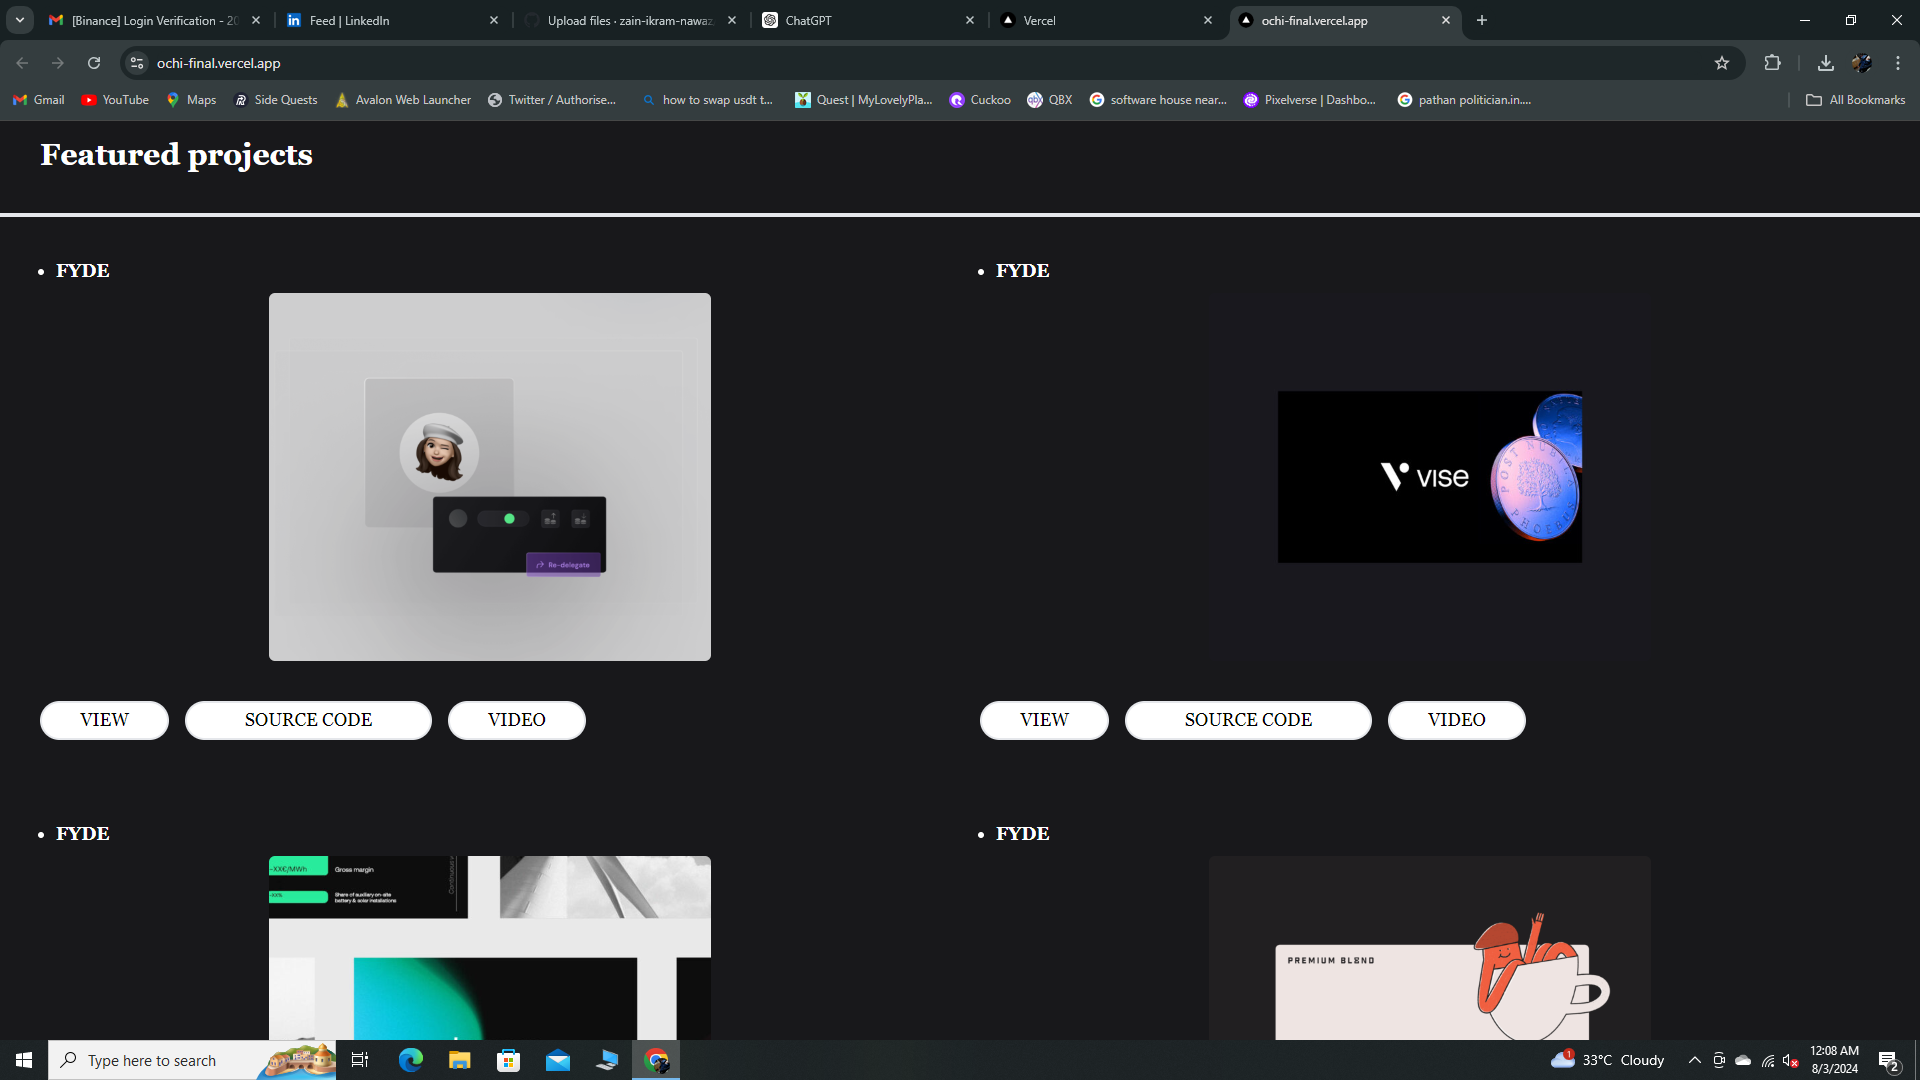 [Binance] Login Verification - 20
Feed | LinkedIn
Upload files · zain-ikram-nawaz
ChatGPT
Vercel
ochi-final.vercel.app
ochi-final.vercel.app
Gmail
YouTube
Maps
Side Quests
Avalon Web Launcher
Twitter / Authorise...
how to swap usdt t...
Quest | MyLovelyPla...
Cuckoo
QBX
software house near...
Pixelverse | Dashbo...
pathan politician.in....
All Bookmarks
Featured projects
FYDE
FYDE
Re-delegate
vise
VIEW
SOURCE CODE
VIDEO
VIEW
SOURCE CODE
VIDEO
FYDE
FYDE
-XX€/MWh
Gross margin
-XX%
Share of auxiliary on-site
battery & solar installations
PREMIUM BLEND
Type here to search
1
33°C Cloudy
12:08 AM
8/3/2024
2